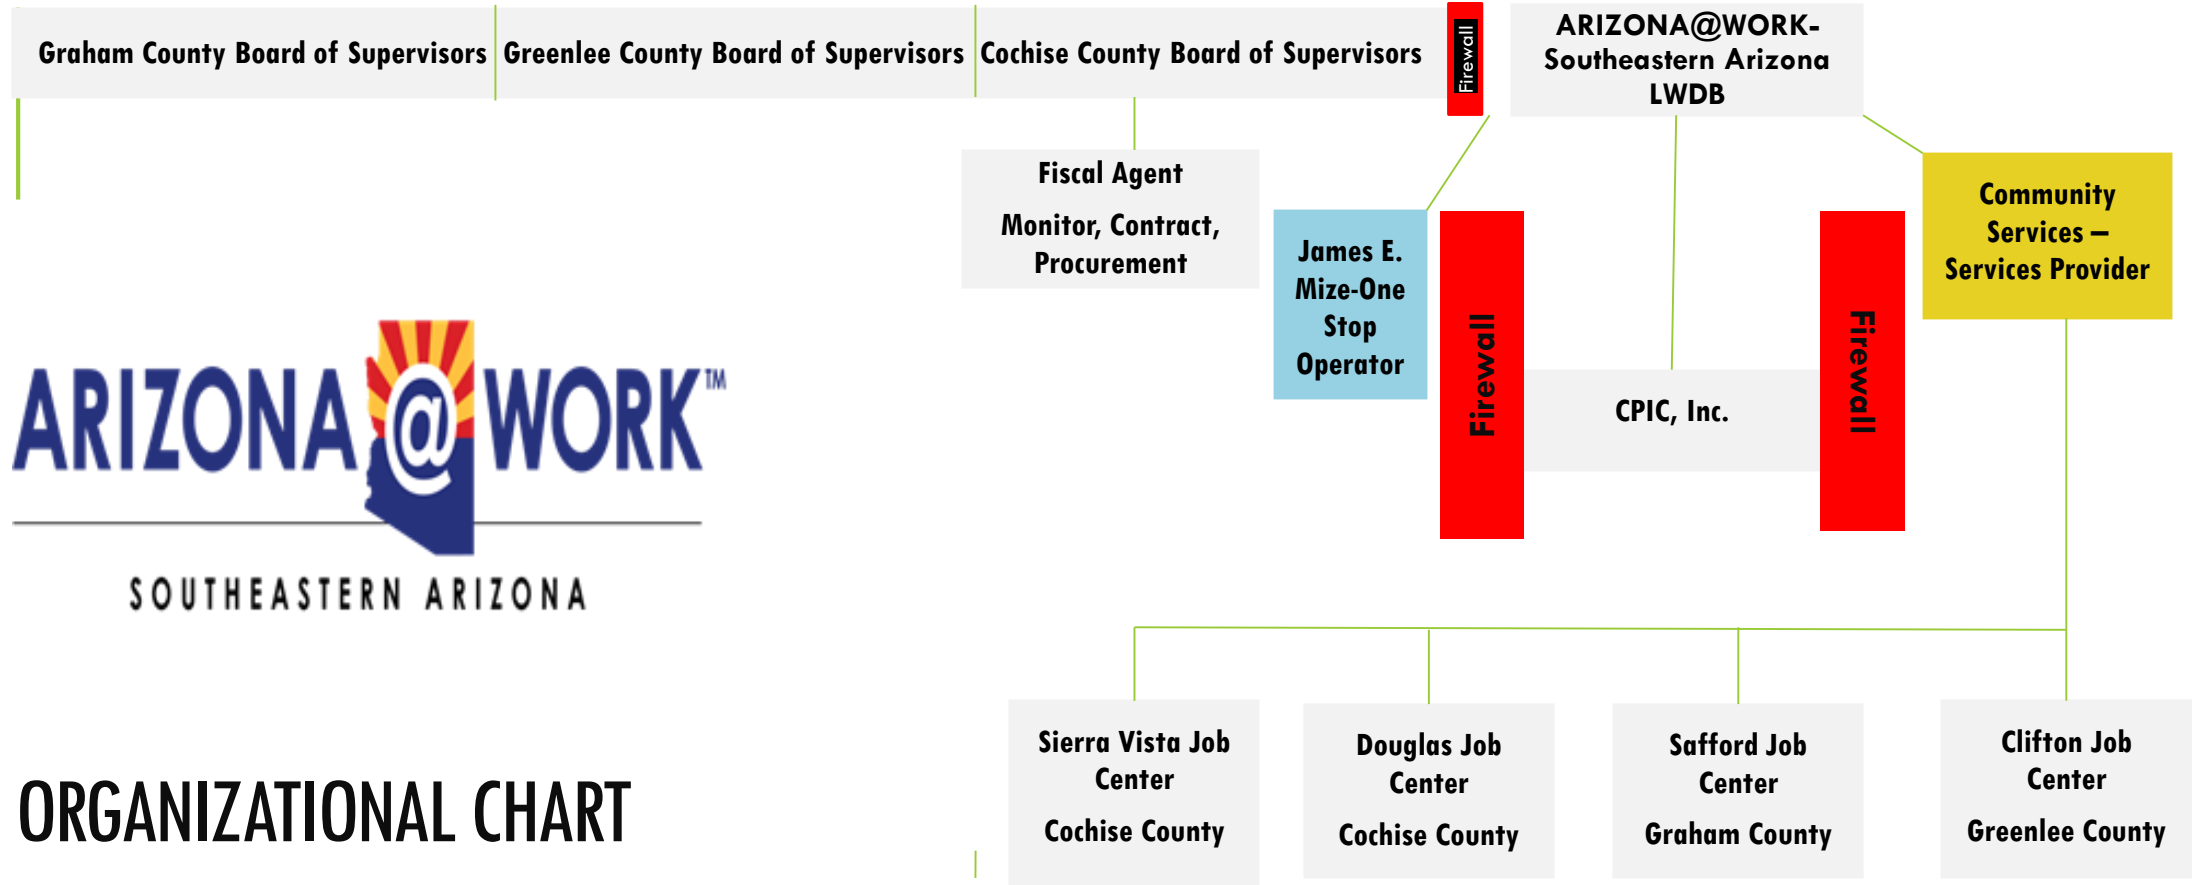 Graham County Board of Supervisors
Greenlee County Board of Supervisors
Cochise County Board of Supervisors
Firewall
ARIZONA@WORK-
Southeastern Arizona
LWDB
Fiscal Agent
Monitor, Contract,
Procurement
James E.
Mize-One
Stop
Operator
Firewall
CPIC, Inc.
Firewall
Community
Services –
Services Provider
ARIZONA@WORK™
SOUTHEASTERN ARIZONA
ORGANIZATIONAL CHART
Sierra Vista Job
Center
Cochise County
Douglas Job
Center
Cochise County
Safford Job
Center
Graham County
Clifton Job
Center
Greenlee County